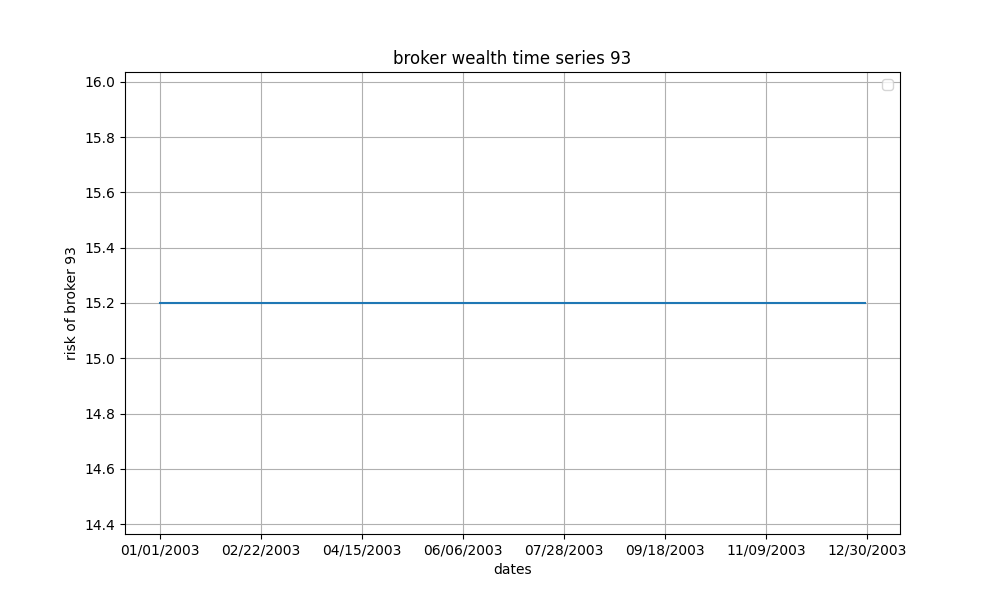 broker wealth time series 93
risk of broker 93
16.0
15.8
15.6
15.4
15.2
15.0
14.8
14.6
14.4
01/01/2003 02/22/2003 04/15/2003 06/06/2003 07/28/2003 09/18/2003 11/09/2003 12/30/2003
dates